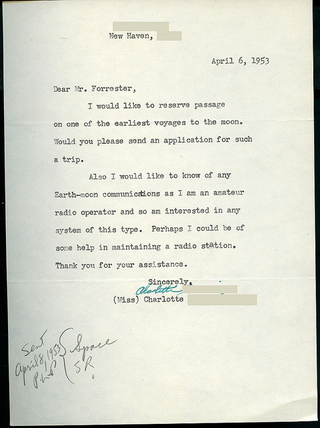 New Haven,
April 6, 1953
Dear Mr. Forrester,
I would like to reserve passage
on one of the earliest voyages to the moon.
Would you please send an application for such
a trip.
Also I would like to know of any
Earth-moon communications as I am an amateur
radio operator and so am interested in any
system of this type. Perhaps I could be of
some help in maintaining a radio station.
Thank you for your assistance.
Sincerely,
Charlotte
(Miss) Charlotte
Sent
April 8, 1953
Space